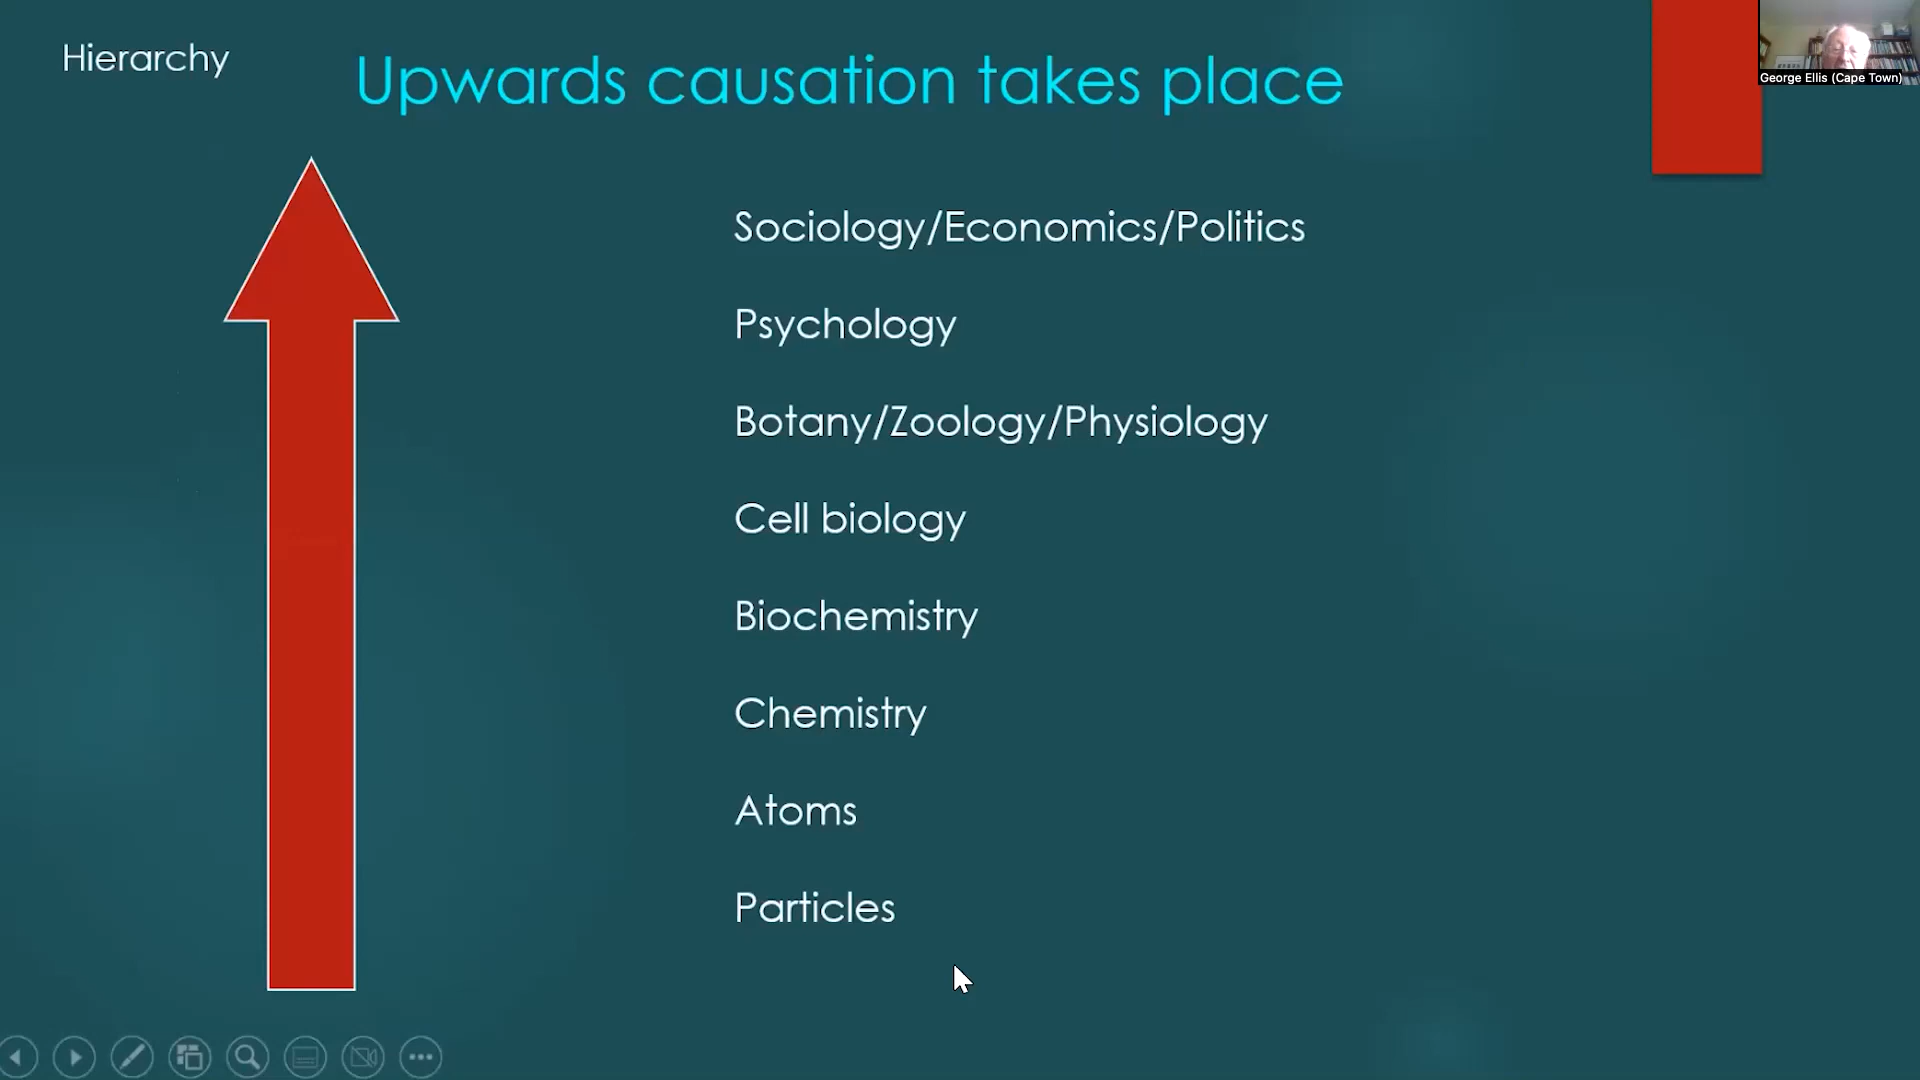 Hierarchy
Upwards causation takes place
George Ellis (Cape Town)
Sociology/Economics/Politics
Psychology
Botany/Zoology/Physiology
Cell biology
Biochemistry
Chemistry
Atoms
Particles